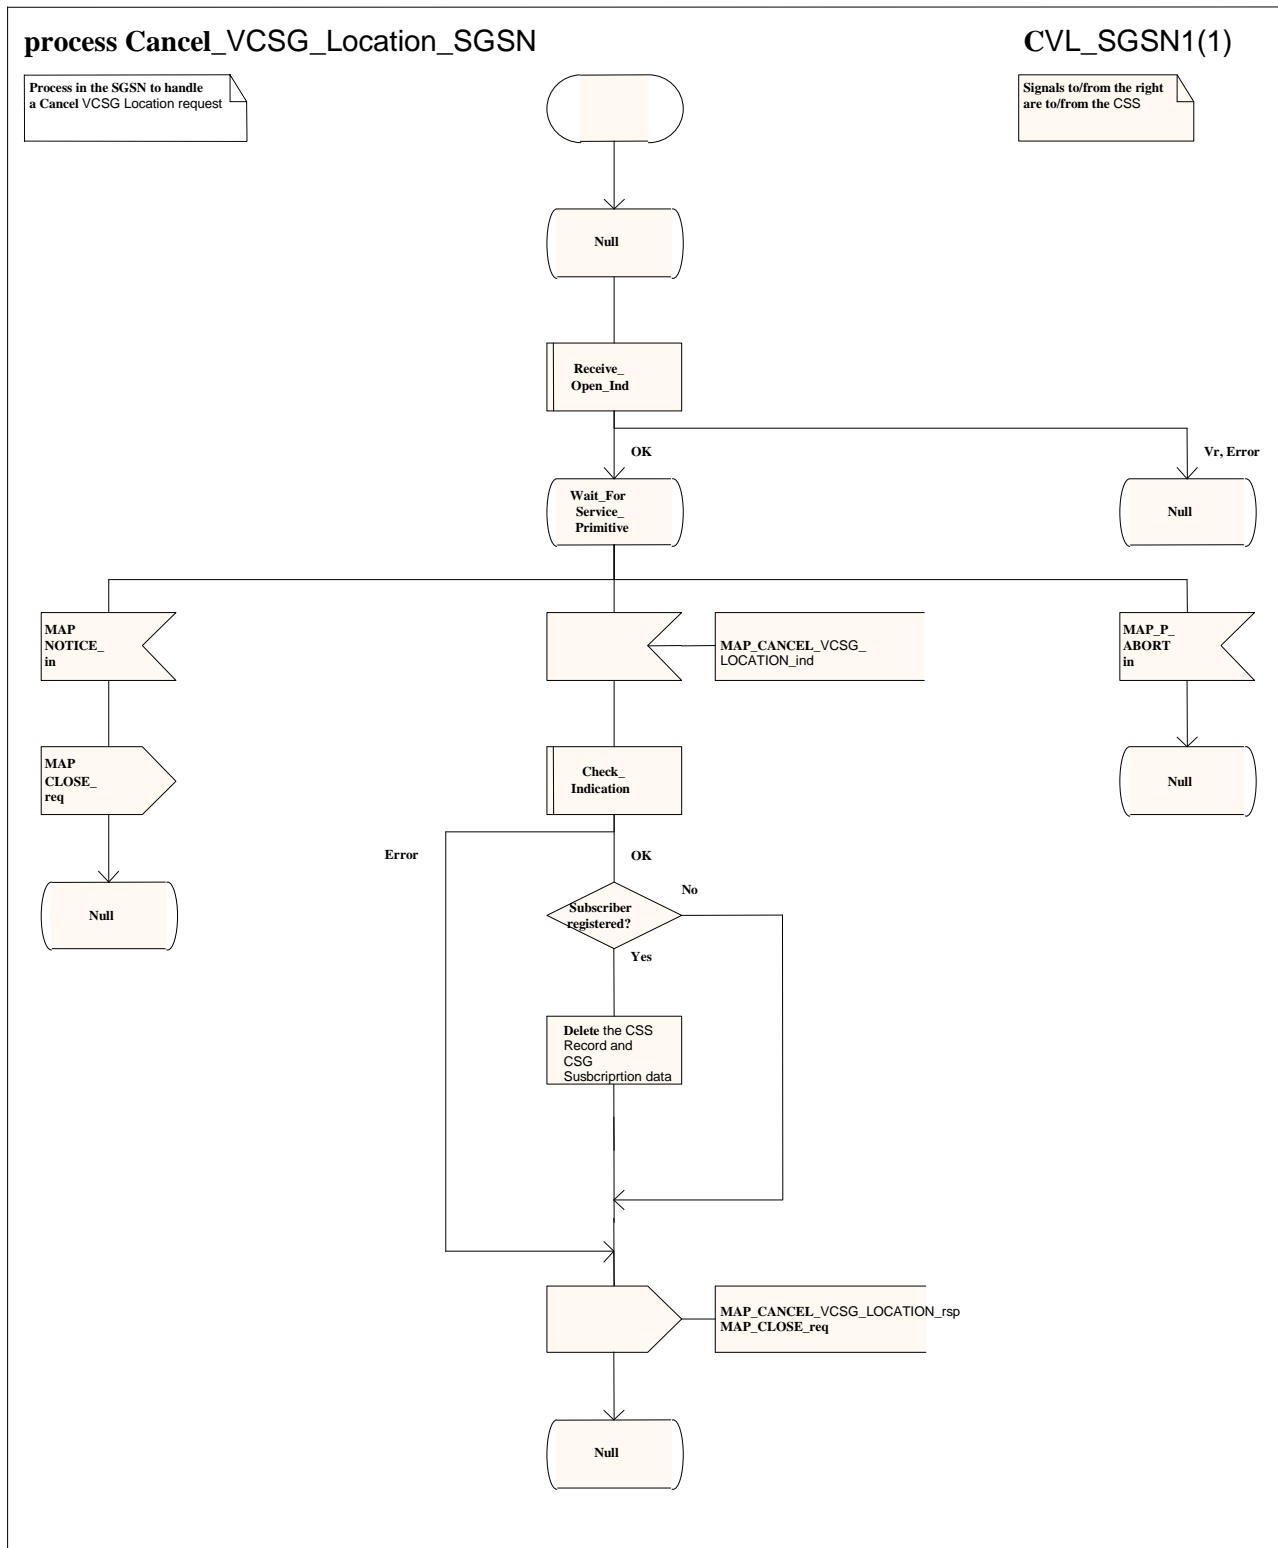 process Cancel_VCSG_Location_SGSN
CVL_SGSN1(1)
Process in the SGSN to handle
a Cancel VCSG Location request
Signals to/from the right
are to/from the CSS
Null
Receive_
Open_Ind
OK
Vr, Error
Wait_For
Service_
Primitive
Null
MAP
NOTICE_
in
MAP_CANCEL_VCSG_
LOCATION_ind
MAP_P_
ABORT
in
MAP
CLOSE_
req
Check_
Indication
Null
Error
OK
No
Null
Subscriber
registered?
Yes
Delete the CSS
Record and
CSG
Susbcriprtion data
MAP_CANCEL_VCSG_LOCATION_rsp
MAP_CLOSE_req
Null